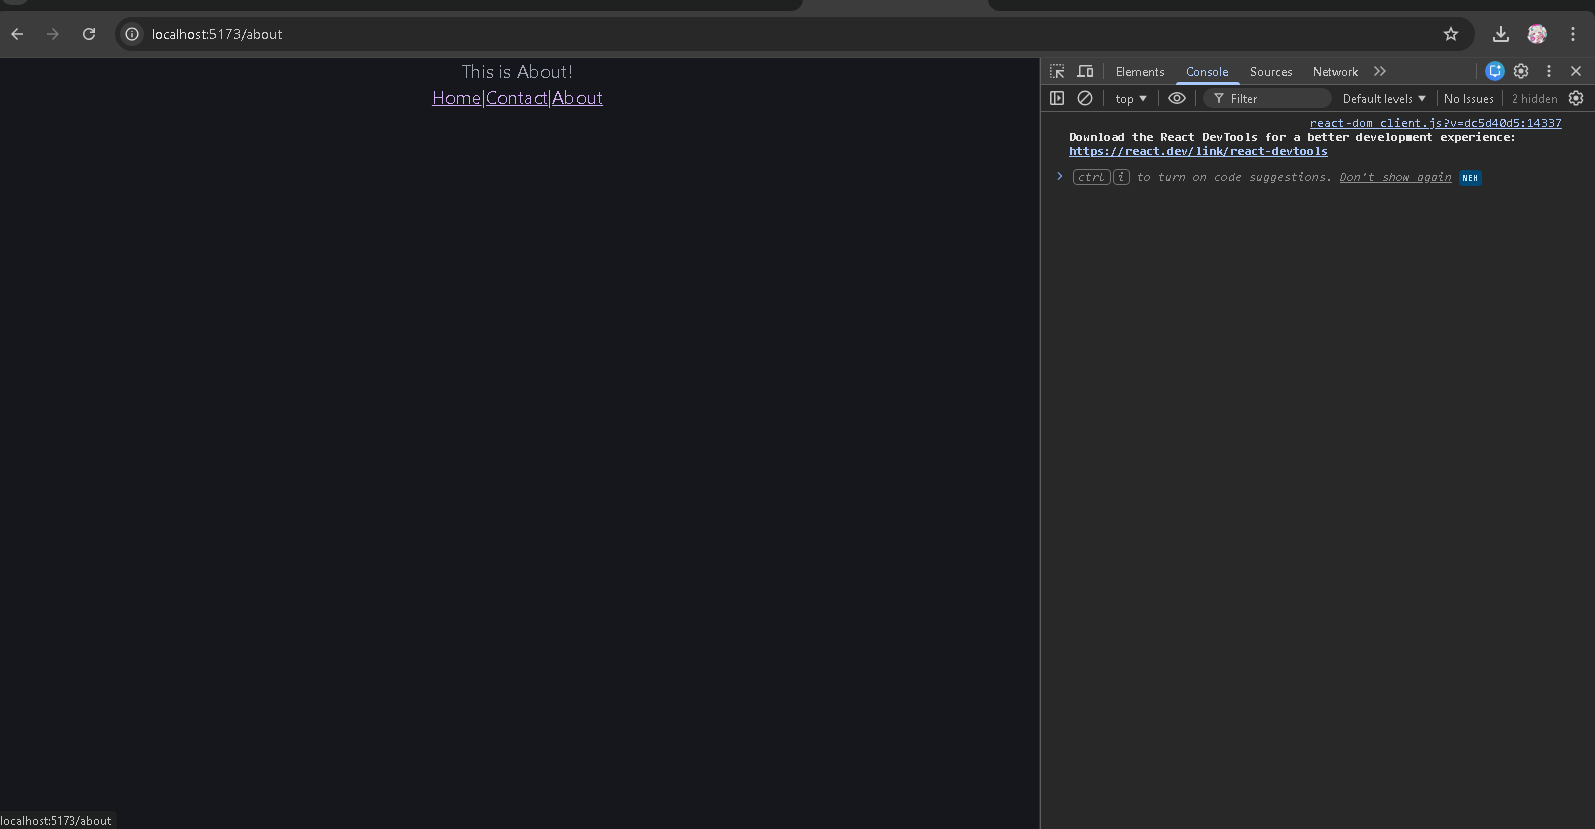 localhost:5173/about
This is About!
Home|Contact|About
Elements Console Sources Network
top Filter Default levels No Issues 2 hidden
react-dom_client.js?v=dc5d40d5:14337
Download the React DevTools for a better development experience:
https://react.dev/link/react-devtools
ctrl i to turn on code suggestions. Don't show again NEW
localhost:5173/about